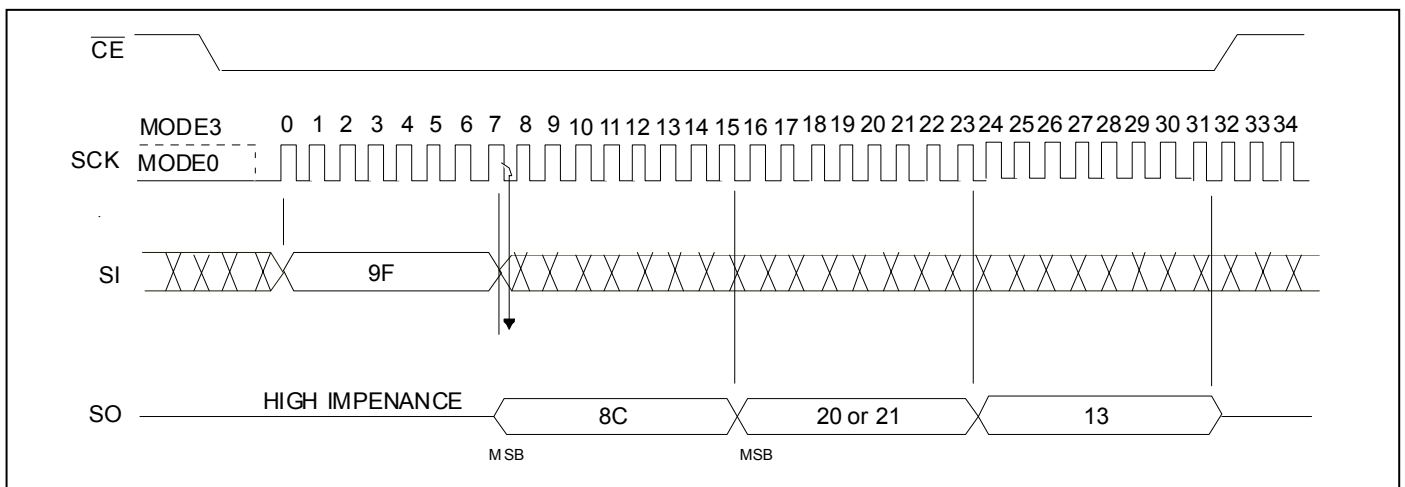 CE
MODE3 0 1 2 3 4 5 6 7 8 9 10 11 12 13 14 15 16 17 18 19 20 21 22 23 24 25 26 27 28 29 30 31 32 33 34
SCK MODE0
SI 9F
SO HIGH IMPENANCE 8C 20 or 21 13
MSB MSB